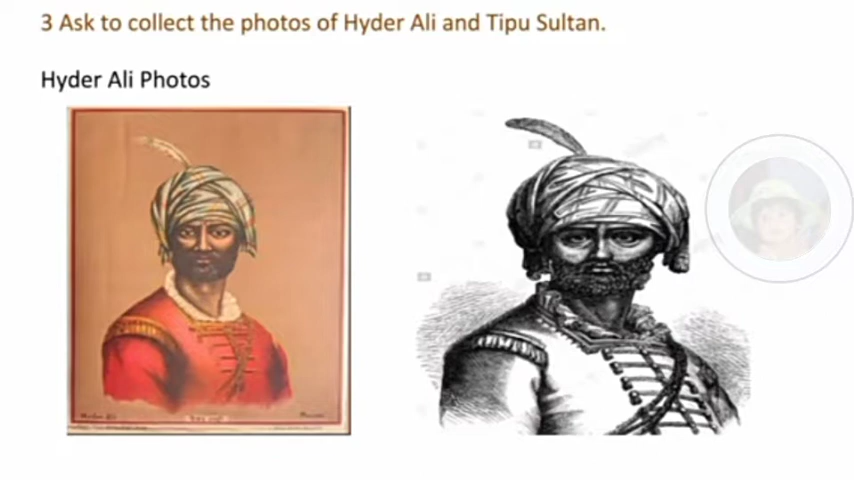 3 Ask to collect the photos of Hyder Ali and Tipu Sultan.
Hyder Ali Photos